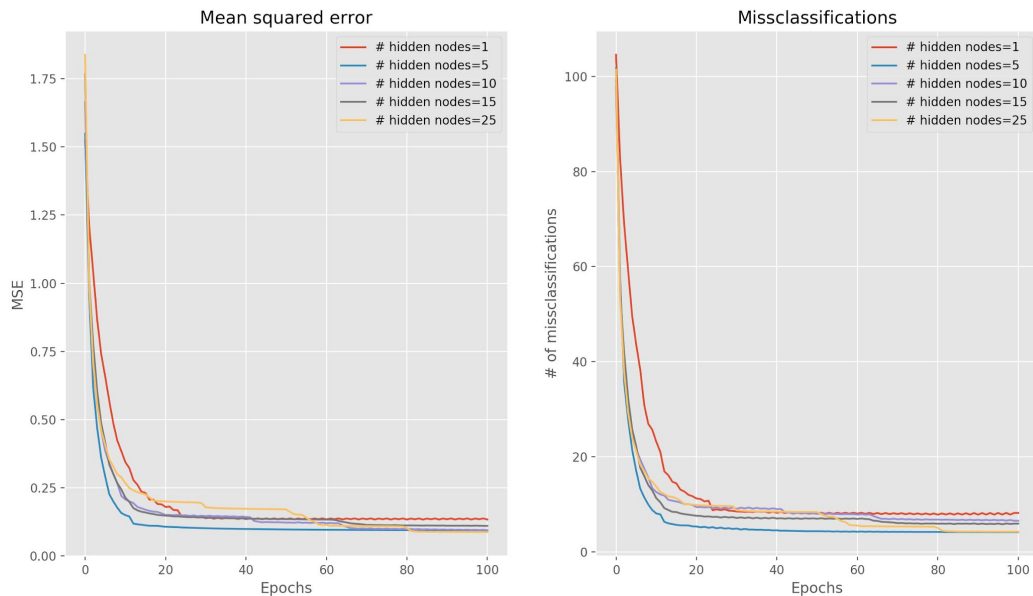 Mean squared error
# hidden nodes=1
# hidden nodes=5
# hidden nodes=10
# hidden nodes=15
# hidden nodes=25
1.75
1.50
1.25
1.00
0.75
0.50
0.25
0.00
MSE
0 20 40 60 80 100
Epochs
Missclassifications
# hidden nodes=1
# hidden nodes=5
# hidden nodes=10
# hidden nodes=15
# hidden nodes=25
100
80
60
40
20
0
# of missclassifications
0 20 40 60 80 100
Epochs